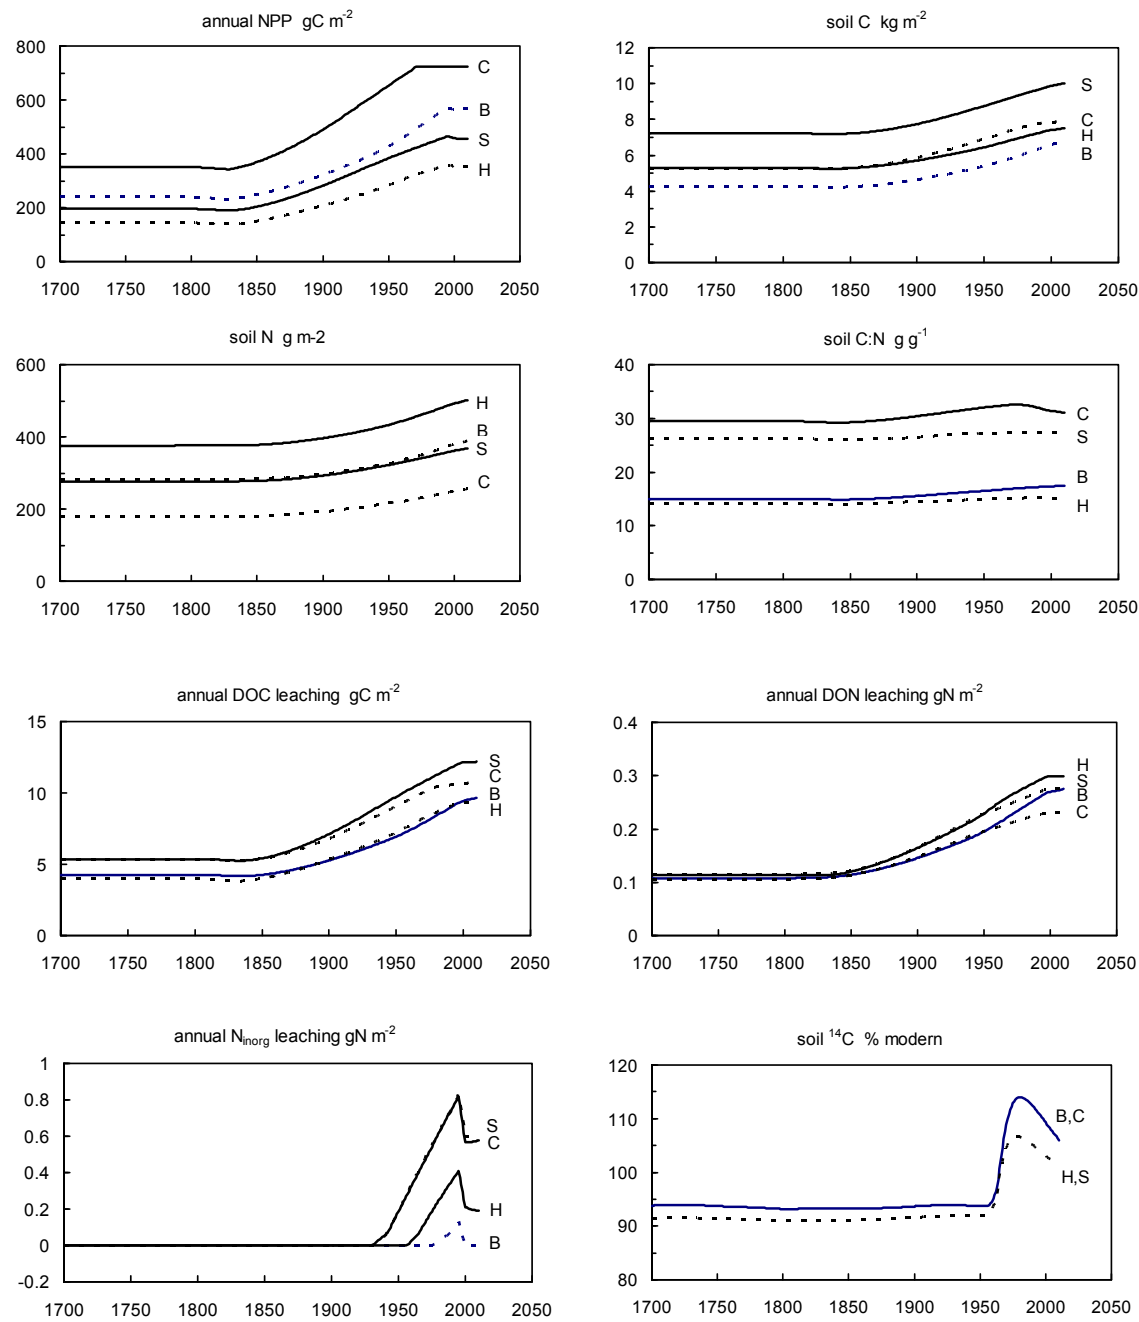 annual NPP gC m-2
800
600
400
200
0
C
B
S
H
1700 1750 1800 1850 1900 1950 2000 2050
soil C kg m-2
12
10
8
6
4
2
0
S
C
H
B
1700 1750 1800 1850 1900 1950 2000 2050
soil N g m-2
600
400
200
0
H
B
S
C
1700 1750 1800 1850 1900 1950 2000 2050
soil C:N g g-1
40
30
20
10
0
C
S
B
H
1700 1750 1800 1850 1900 1950 2000 2050
annual DOC leaching gC m-2
15
10
5
0
S
C
B
H
1700 1750 1800 1850 1900 1950 2000 2050
annual DON leaching gN m-2
0.4
0.3
0.2
0.1
0
H
S
B
C
1700 1750 1800 1850 1900 1950 2000 2050
annual Ninorg leaching gN m-2
1
0.8
0.6
0.4
0.2
0
-0.2
S
C
H
B
1700 1750 1800 1850 1900 1950 2000 2050
soil 14C % modern
120
110
100
90
80
B,C
H,S
1700 1750 1800 1850 1900 1950 2000 2050